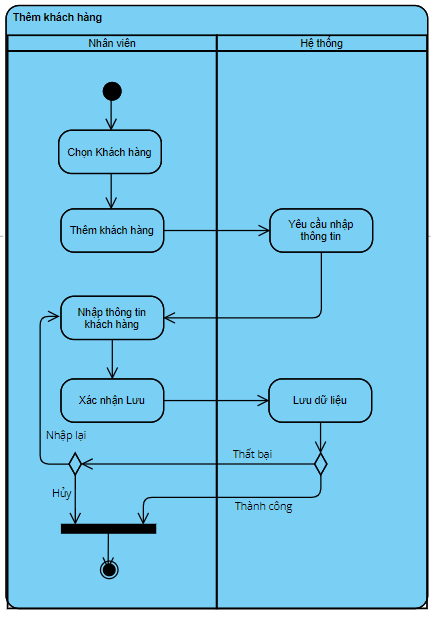 Thêm khách hàng
Nhân viên
Hệ thống
Chọn Khách hàng
Thêm khách hàng
Yêu cầu nhập
thông tin
Nhập thông tin
khách hàng
Xác nhận Lưu
Lưu dữ liệu
Nhập lại
Thất bại
Hủy
Thành công